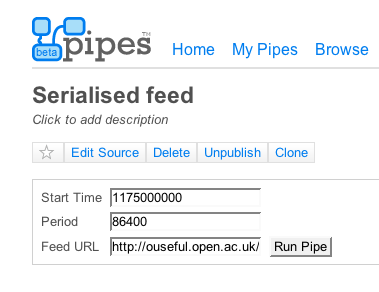 beta pipes™
Home My Pipes Browse
Serialised feed
Click to add description
Edit Source Delete Unpublish Clone
Start Time 1175000000
Period 86400
Feed URL http://ouseful.open.ac.uk/ Run Pipe